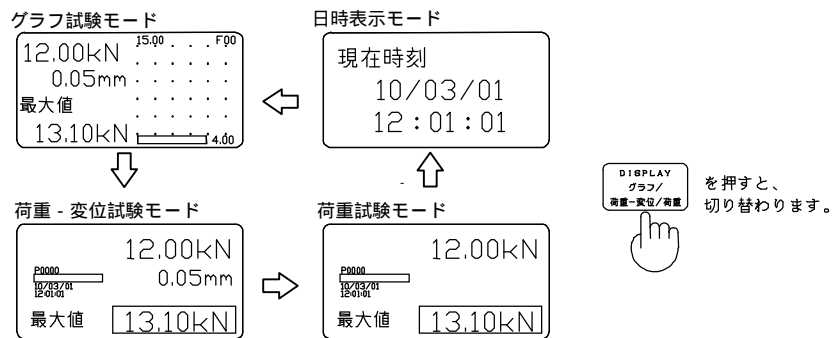 グラフ試験モード
12.00kN
0.05mm
最大値
13.10kN
15.00
F00
4.00
日時表示モード
現在時刻
10/03/01
12:01:01
荷重-変位試験モード
12.00kN
P0000
0.05mm
10/03/01
12:01:01
最大値
13.10kN
荷重試験モード
12.00kN
P0000
10/03/01
12:01:01
最大値
13.10kN
DISPLAY
グラフ/
荷重-変位/荷重
を押すと、
切り替わります。